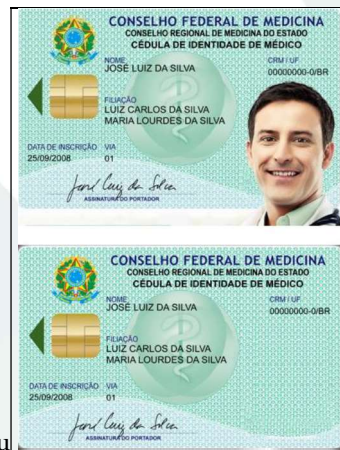 CONSELHO FEDERAL DE MEDICINA
CONSELHO REGIONAL DE MEDICINA DO ESTADO
CÉDULA DE IDENTIDADE DE MÉDICO
NOME CRM / UF
JOSÉ LUIZ DA SILVA 00000000-0/BR
FILIAÇÃO
LUIZ CARLOS DA SILVA
MARIA LOURDES DA SILVA
DATA DE INSCRIÇÃO VIA
25/09/2008 01
José Luiz da Silva
ASSINATURA DO PORTADOR
CONSELHO FEDERAL DE MEDICINA
CONSELHO REGIONAL DE MEDICINA DO ESTADO
CÉDULA DE IDENTIDADE DE MÉDICO
NOME CRM / UF
JOSÉ LUIZ DA SILVA 00000000-0/BR
FILIAÇÃO
LUIZ CARLOS DA SILVA
MARIA LOURDES DA SILVA
DATA DE INSCRIÇÃO VIA
25/09/2008 01
José Luiz da Silva
u ASSINATURA DO PORTADOR